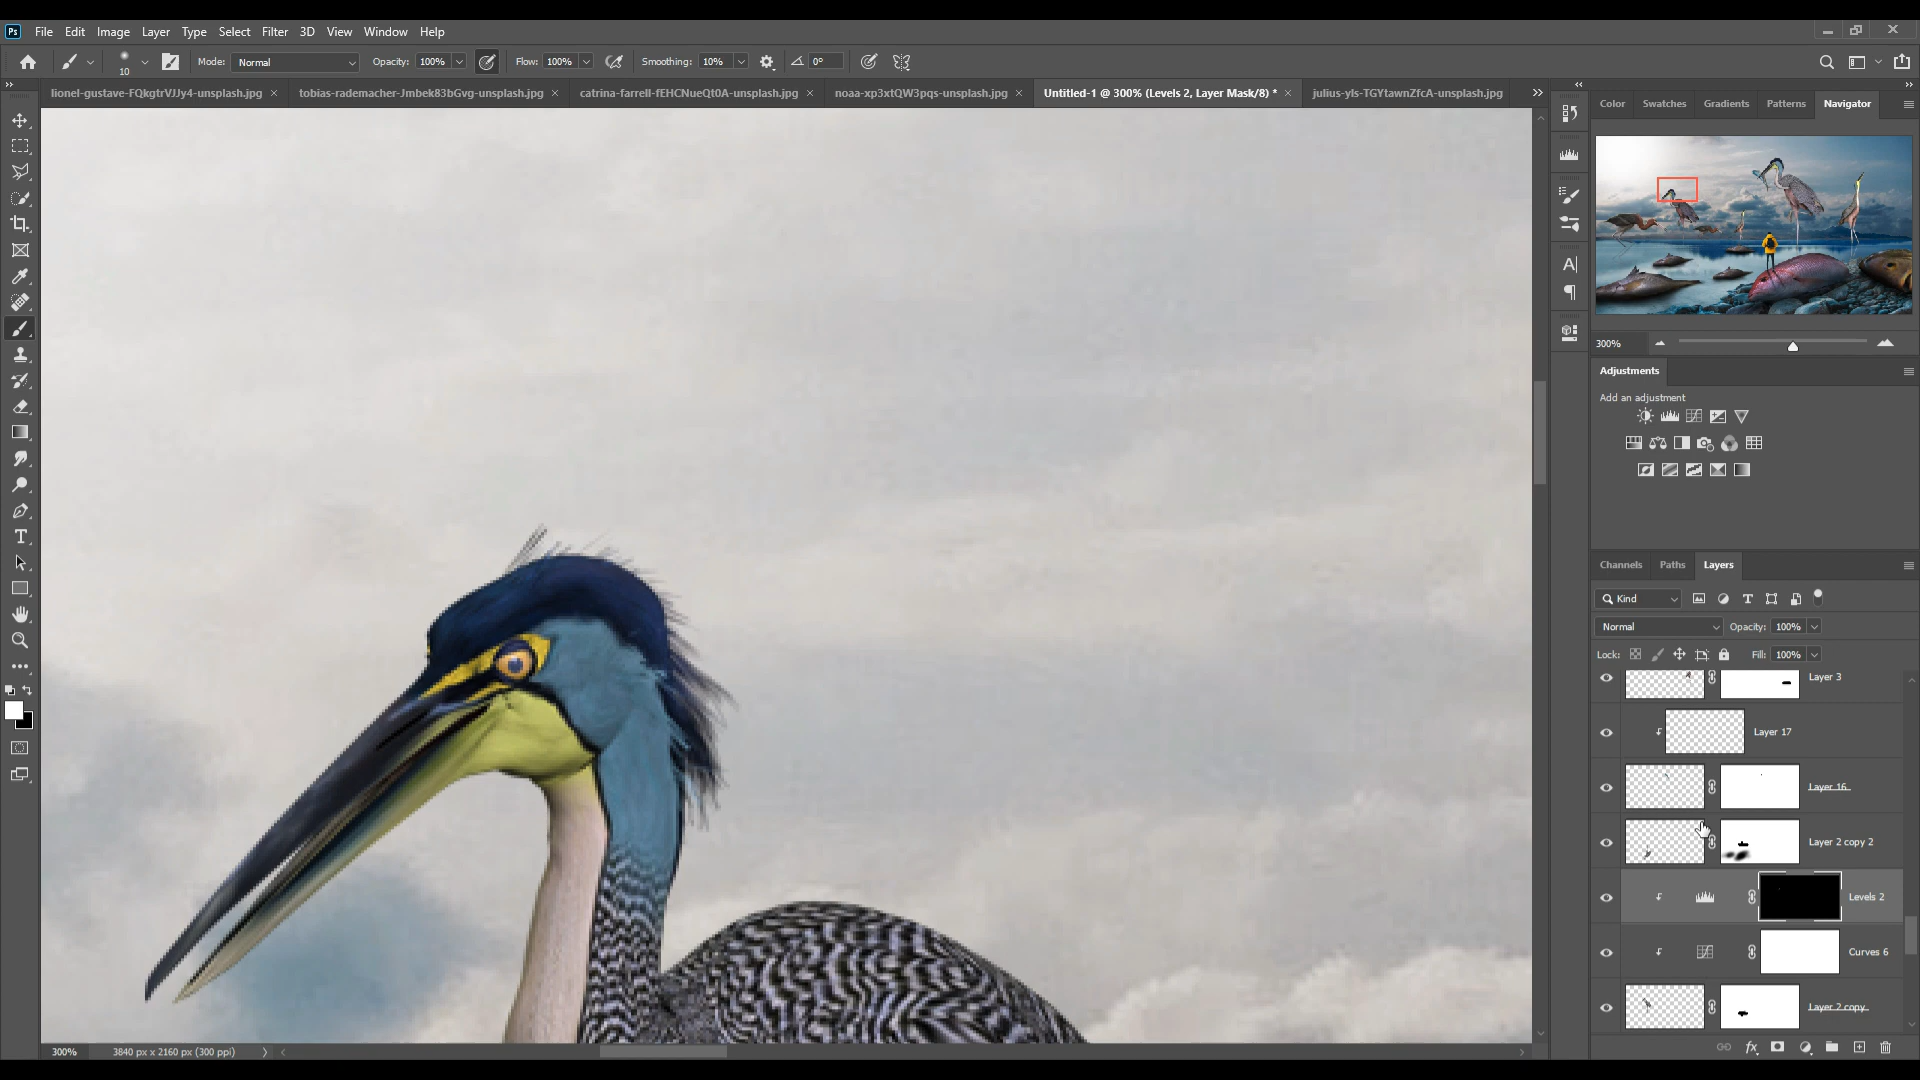 Ps File Edit Image Layer Type Select Filter 3D View Window Help
10 Mode: Normal Opacity: 100% Flow: 100% Smoothing: 10% 0°
lionel-gustave-FQkgtrVJJy4-unsplash.jpg × tobias-rademacher-Jmbek83bGvg-unsplash.jpg × catrina-farrell-fEHCNueQt0A-unsplash.jpg × noaa-xp3xtQW3pqs-unsplash.jpg × Untitled-1 @ 300% (Levels 2, Layer Mask/8) * × julius-yls-TGYtawnZfcA-unsplash.jpg
Color Swatches Gradients Patterns Navigator
300%
Adjustments
Add an adjustment
Channels Paths Layers
Kind
Normal Opacity: 100%
Lock: Fill: 100%
Layer 3
Layer 17
Layer 16
Layer 2 copy 2
Levels 2
Curves 6
Layer 2 copy
300% 3840 px x 2160 px (300 ppi)